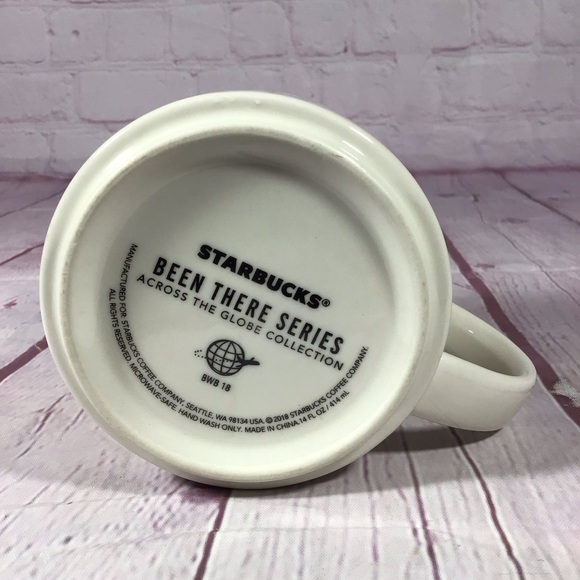 STARBUCKS®
BEEN THERE SERIES
ACROSS THE GLOBE COLLECTION
BWB 18
MANUFACTURED FOR: STARBUCKS COFFEE COMPANY, SEATTLE, WA 98134 USA. © 2018 STARBUCKS COFFEE COMPANY.
ALL RIGHTS RESERVED. MICROWAVE-SAFE. HAND WASH ONLY. MADE IN CHINA 14 FL OZ / 414 mL